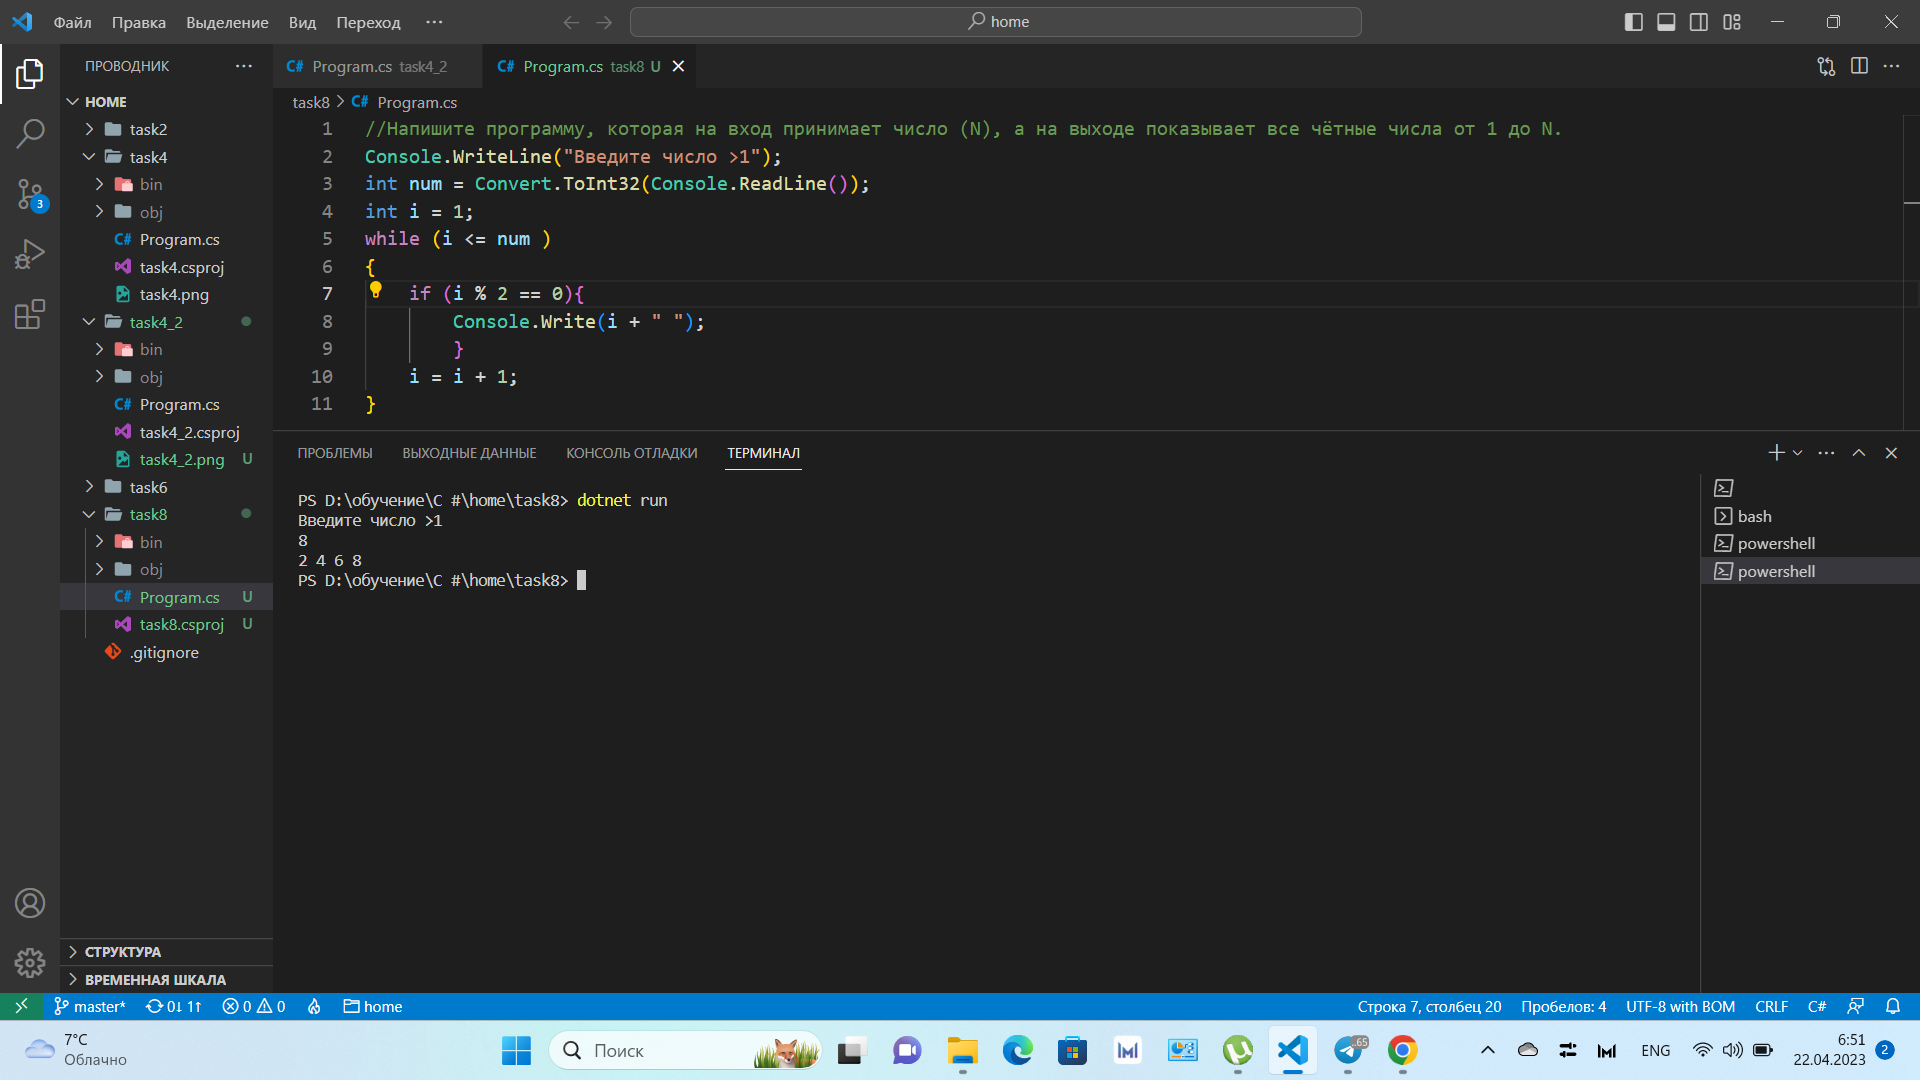 Файл Правка Выделение Вид Переход ··· home
ПРОВОДНИК ···
Program.cs task4_2 Program.cs task8 U
HOME
task2
task4
bin
obj
Program.cs
task4.csproj
task4.png
task4_2
bin
obj
Program.cs
task4_2.csproj
task4_2.png U
task6
task8
bin
obj
Program.cs U
task8.csproj U
.gitignore
СТРУКТУРА
ВРЕМЕННАЯ ШКАЛА
task8 > Program.cs
1 //Напишите программу, которая на вход принимает число (N), а на выходе показывает все чётные числа от 1 до N.
2 Console.WriteLine("Введите число >1");
3 int num = Convert.ToInt32(Console.ReadLine());
4 int i = 1;
5 while (i <= num )
6 {
7 if (i % 2 == 0){
8 Console.Write(i + " ");
9 }
10 i = i + 1;
11 }
ПРОБЛЕМЫ ВЫХОДНЫЕ ДАННЫЕ КОНСОЛЬ ОТЛАДКИ ТЕРМИНАЛ
PS D:\обучение\C #\home\task8> dotnet run
Введите число >1
8
2 4 6 8
PS D:\обучение\C #\home\task8>
bash
powershell
powershell
3
master* 0↓ 1↑ 0 0 home
Строка 7, столбец 20 Пробелов: 4 UTF-8 with BOM CRLF C#
7°C
Облачно
Поиск
.65
ENG
6:51
22.04.2023
2